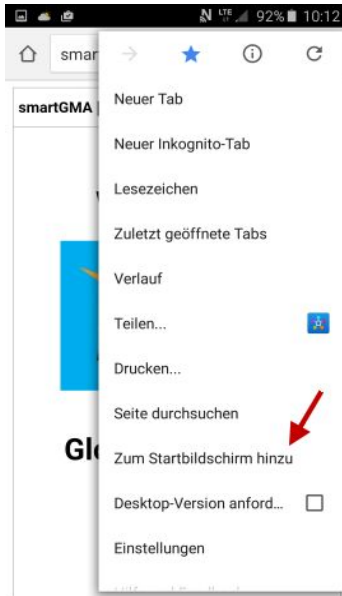 LTE 92% 10:12
smar
smartGMA |
Neuer Tab
Neuer Inkognito-Tab
Lesezeichen
Zuletzt geöffnete Tabs
Verlauf
Teilen...
Drucken...
Seite durchsuchen
Glo
Zum Startbildschirm hinzu
Desktop-Version anford...
Einstellungen